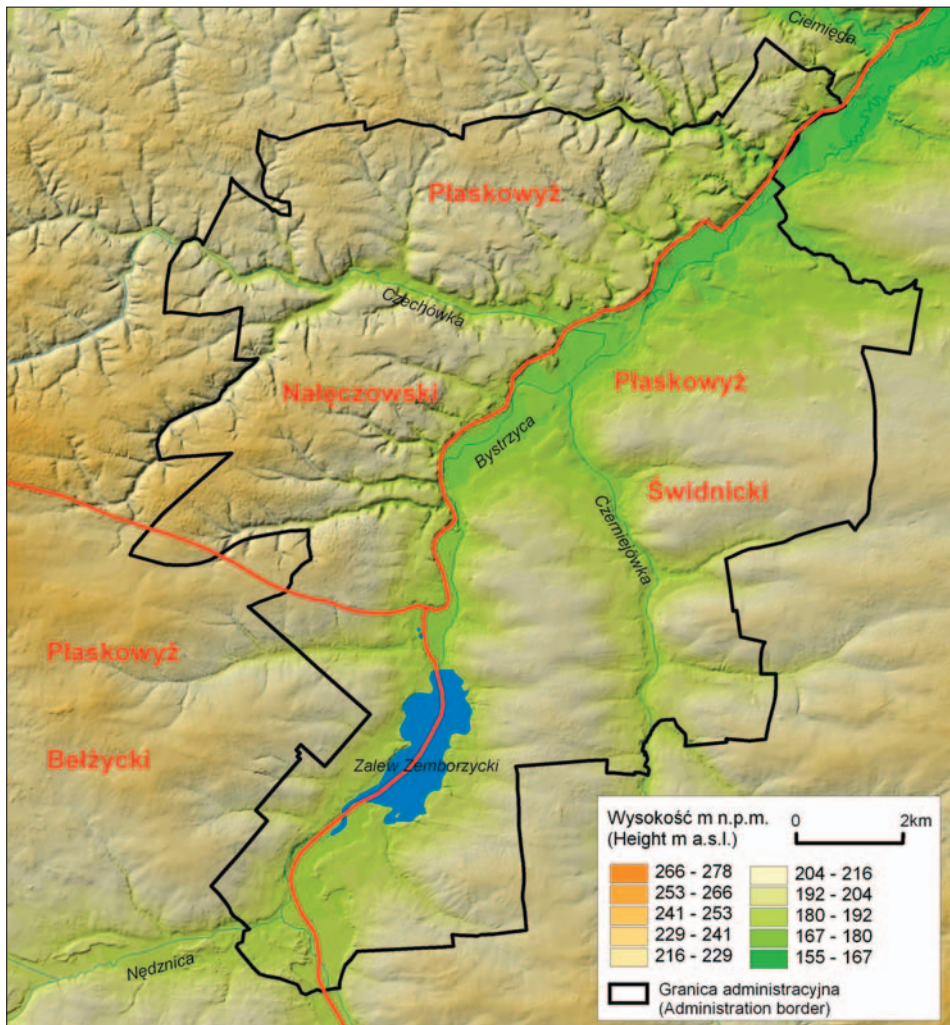 Ciemięga
Płaskowyż
Czechówka
Nałęczowski
Płaskowyż
Bystrzyca
Świdnicki
Czerniejówka
Płaskowyż
Bełżycki
Zalew Zemborzycki
Nędznica
Wysokość m n.p.m.
(Height m a.s.l.)
0 2km
266 - 278
253 - 266
241 - 253
229 - 241
216 - 229
204 - 216
192 - 204
180 - 192
167 - 180
155 - 167
Granica administracyjna
(Administration border)